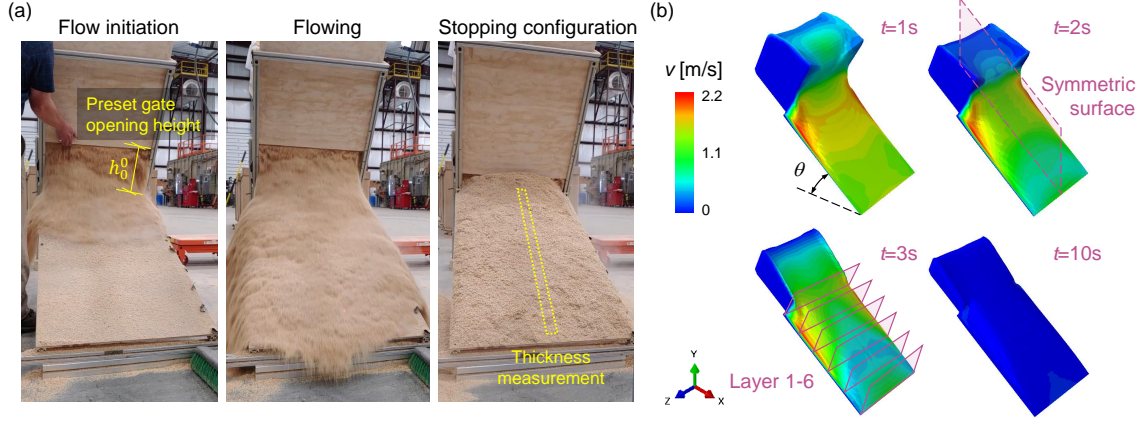 (a)
Flow initiation
Flowing
Stopping configuration
Preset gate
opening height
h₀⁰
Thickness
measurement
(b)
v [m/s]
2.2
1.1
0
t=1s
t=2s
Symmetric
surface
θ
t=3s
t=10s
Layer 1-6
Y
Z
X